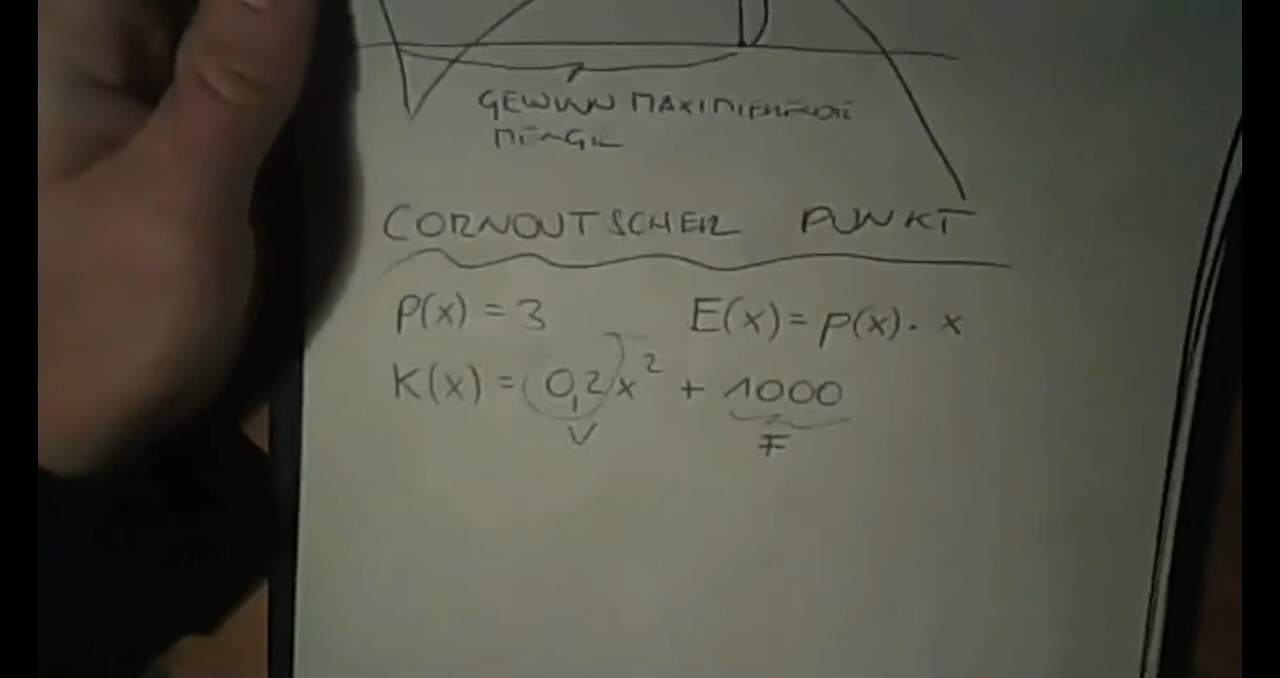 GEWINN MAXIMIERENDE
MENGE
CORNOUTSCHER PUNKT
P(x) = 3 E(x) = p(x) · x
K(x) = 0,2x² + 1000
V F